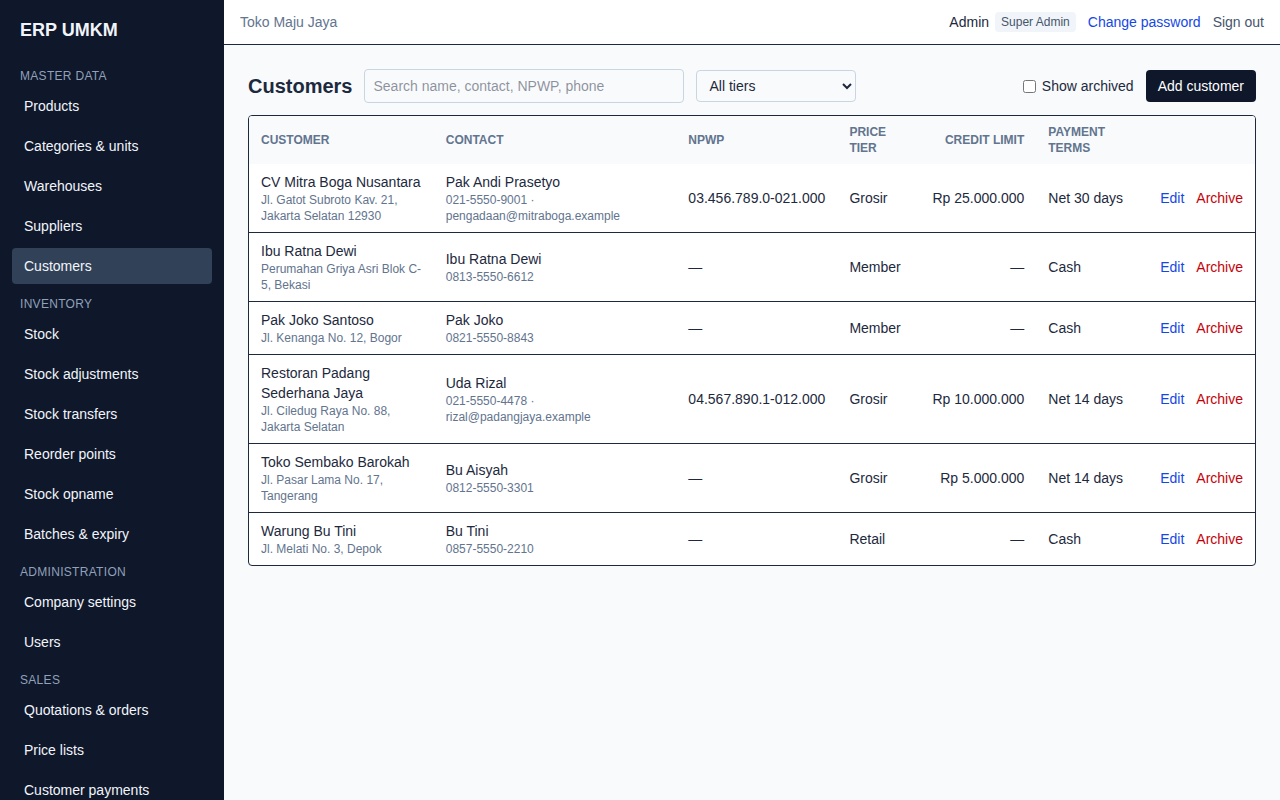 ERP UMKM
MASTER DATA
Products
Categories & units
Warehouses
Suppliers
Customers
INVENTORY
Stock
Stock adjustments
Stock transfers
Reorder points
Stock opname
Batches & expiry
ADMINISTRATION
Company settings
Users
SALES
Quotations & orders
Price lists
Customer payments
Toko Maju Jaya
Admin Super Admin Change password Sign out
Customers Search name, contact, NPWP, phone All tiers Show archived Add customer
CUSTOMER CONTACT NPWP PRICE TIER CREDIT LIMIT PAYMENT TERMS
CV Mitra Boga Nusantara
Jl. Gatot Subroto Kav. 21,
Jakarta Selatan 12930
Pak Andi Prasetyo
021-5550-9001 ·
pengadaan@mitraboga.example
03.456.789.0-021.000 Grosir Rp 25.000.000 Net 30 days Edit Archive
Ibu Ratna Dewi
Perumahan Griya Asri Blok C-
5, Bekasi
Ibu Ratna Dewi
0813-5550-6612
— Member — Cash Edit Archive
Pak Joko Santoso
Jl. Kenanga No. 12, Bogor
Pak Joko
0821-5550-8843
— Member — Cash Edit Archive
Restoran Padang
Sederhana Jaya
Jl. Ciledug Raya No. 88,
Jakarta Selatan
Uda Rizal
021-5550-4478 ·
rizal@padangjaya.example
04.567.890.1-012.000 Grosir Rp 10.000.000 Net 14 days Edit Archive
Toko Sembako Barokah
Jl. Pasar Lama No. 17,
Tangerang
Bu Aisyah
0812-5550-3301
— Grosir Rp 5.000.000 Net 14 days Edit Archive
Warung Bu Tini
Jl. Melati No. 3, Depok
Bu Tini
0857-5550-2210
— Retail — Cash Edit Archive